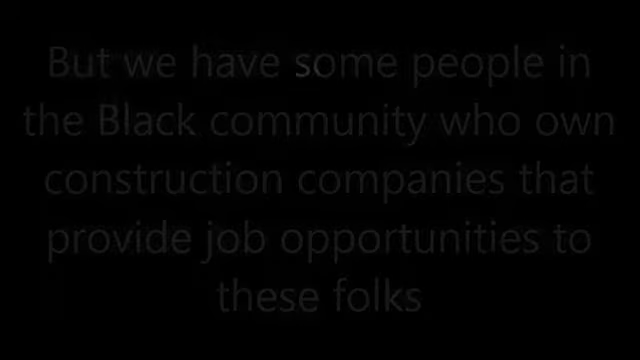 But we have some people in
the Black community who own
construction companies that
provide job opportunities to
these folks